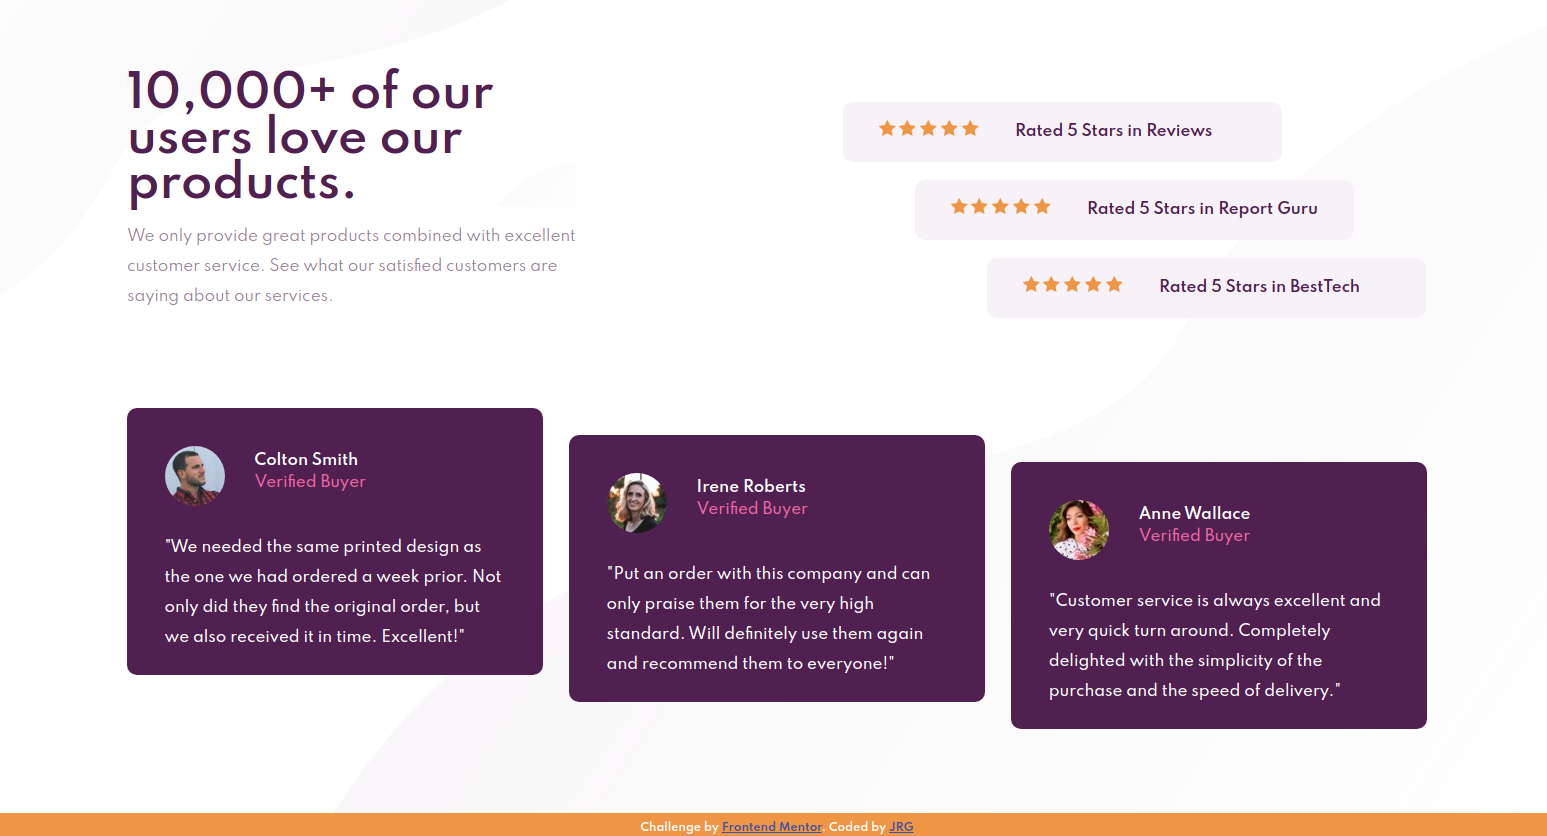 10,000+ of our
users love our
products.
We only provide great products combined with excellent
customer service. See what our satisfied customers are
saying about our services.
Rated 5 Stars in Reviews
Rated 5 Stars in Report Guru
Rated 5 Stars in BestTech
Colton Smith
Verified Buyer
"We needed the same printed design as
the one we had ordered a week prior. Not
only did they find the original order, but
we also received it in time. Excellent!"
Irene Roberts
Verified Buyer
"Put an order with this company and can
only praise them for the very high
standard. Will definitely use them again
and recommend them to everyone!"
Anne Wallace
Verified Buyer
"Customer service is always excellent and
very quick turn around. Completely
delighted with the simplicity of the
purchase and the speed of delivery."
Challenge by Frontend Mentor. Coded by JRG